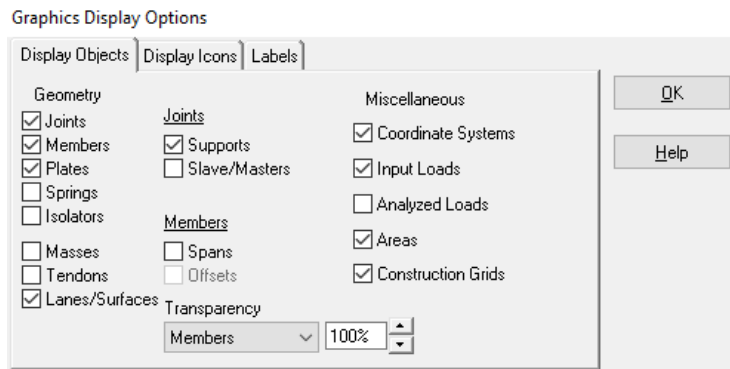 Graphics Display Options
Display Objects Display Icons Labels
Geometry
Joints
Members
Plates
Springs
Isolators
Masses
Tendons
Lanes/Surfaces
Joints
Supports
Slave/Masters
Members
Spans
Offsets
Transparency
Members 100%
Miscellaneous
Coordinate Systems
Input Loads
Analyzed Loads
Areas
Construction Grids
OK
Help